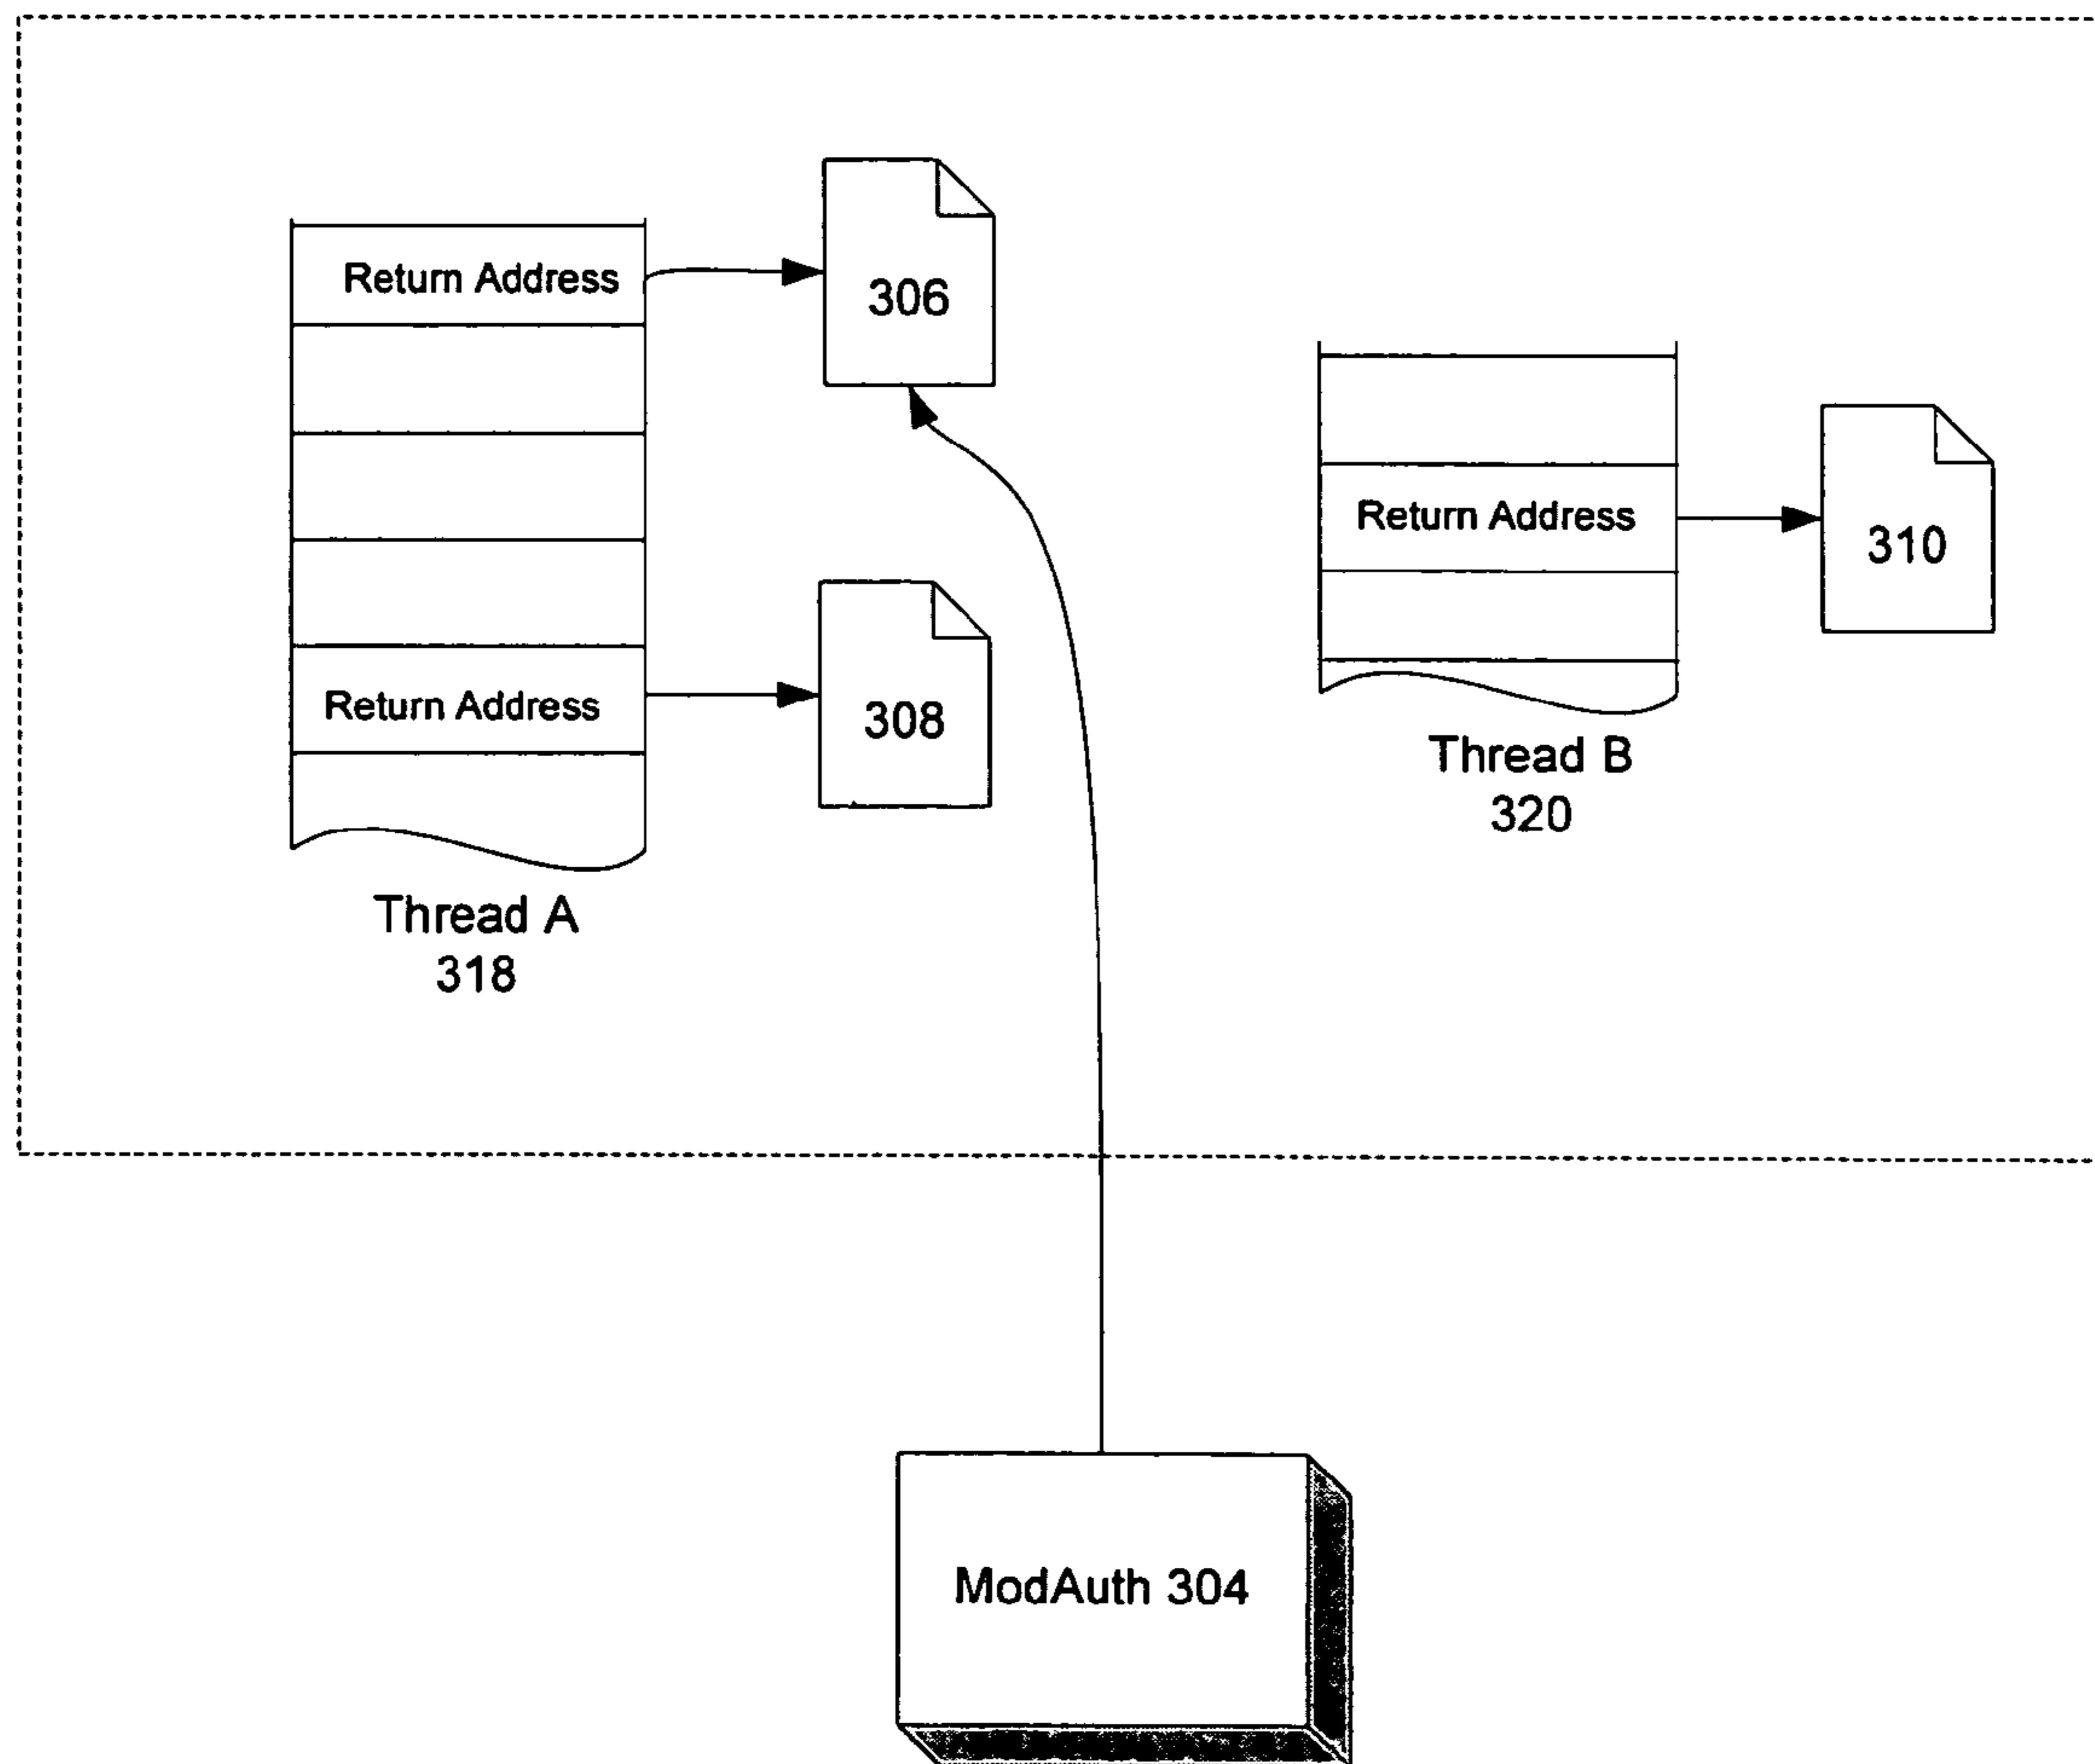 Return Address
306
Return Address
310
Return Address
308
Thread B
320
Thread A
318
ModAuth 304